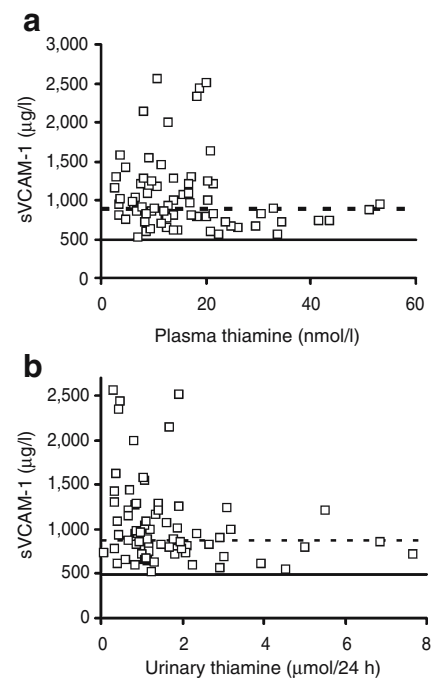 a
3,000
2,500
2,000
1,500
1,000
500
0
sVCAM-1 (μg/l)
0 20 40 60
Plasma thiamine (nmol/l)
b
2,500
2,000
1,500
1,000
500
0
sVCAM-1 (μg/l)
0 2 4 6 8
Urinary thiamine (μmol/24 h)